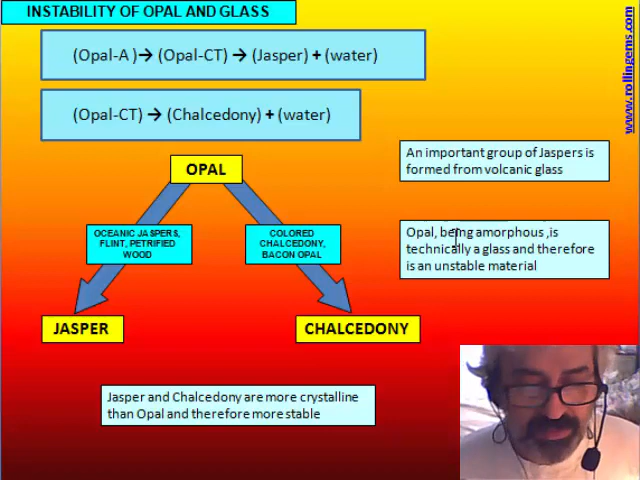 INSTABILITY OF OPAL AND GLASS
www.rollingems.com
(Opal-A )→ (Opal-CT) → (Jasper) + (water)
(Opal-CT) → (Chalcedony) + (water)
An important group of Jaspers is
formed from volcanic glass
OPAL
OCEANIC JASPERS,
FLINT, PETRIFIED
WOOD
COLORED
CHALCEDONY,
BACON OPAL
Opal, being amorphous ,is
technically a glass and therefore
is an unstable material
JASPER
CHALCEDONY
Jasper and Chalcedony are more crystalline
than Opal and therefore more stable